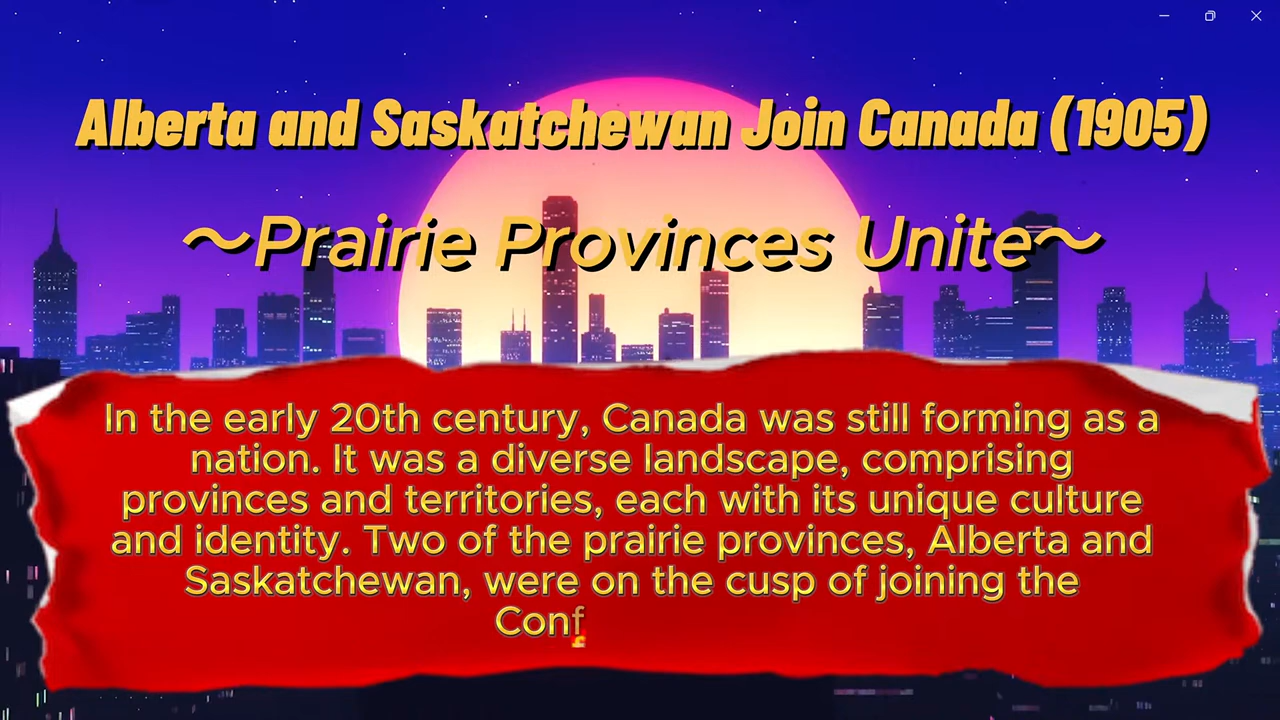 Alberta and Saskatchewan Join Canada (1905)
～Prairie Provinces Unite～
In the early 20th century, Canada was still forming as a
nation. It was a diverse landscape, comprising
provinces and territories, each with its unique culture
and identity. Two of the prairie provinces, Alberta and
Saskatchewan, were on the cusp of joining the
Conf